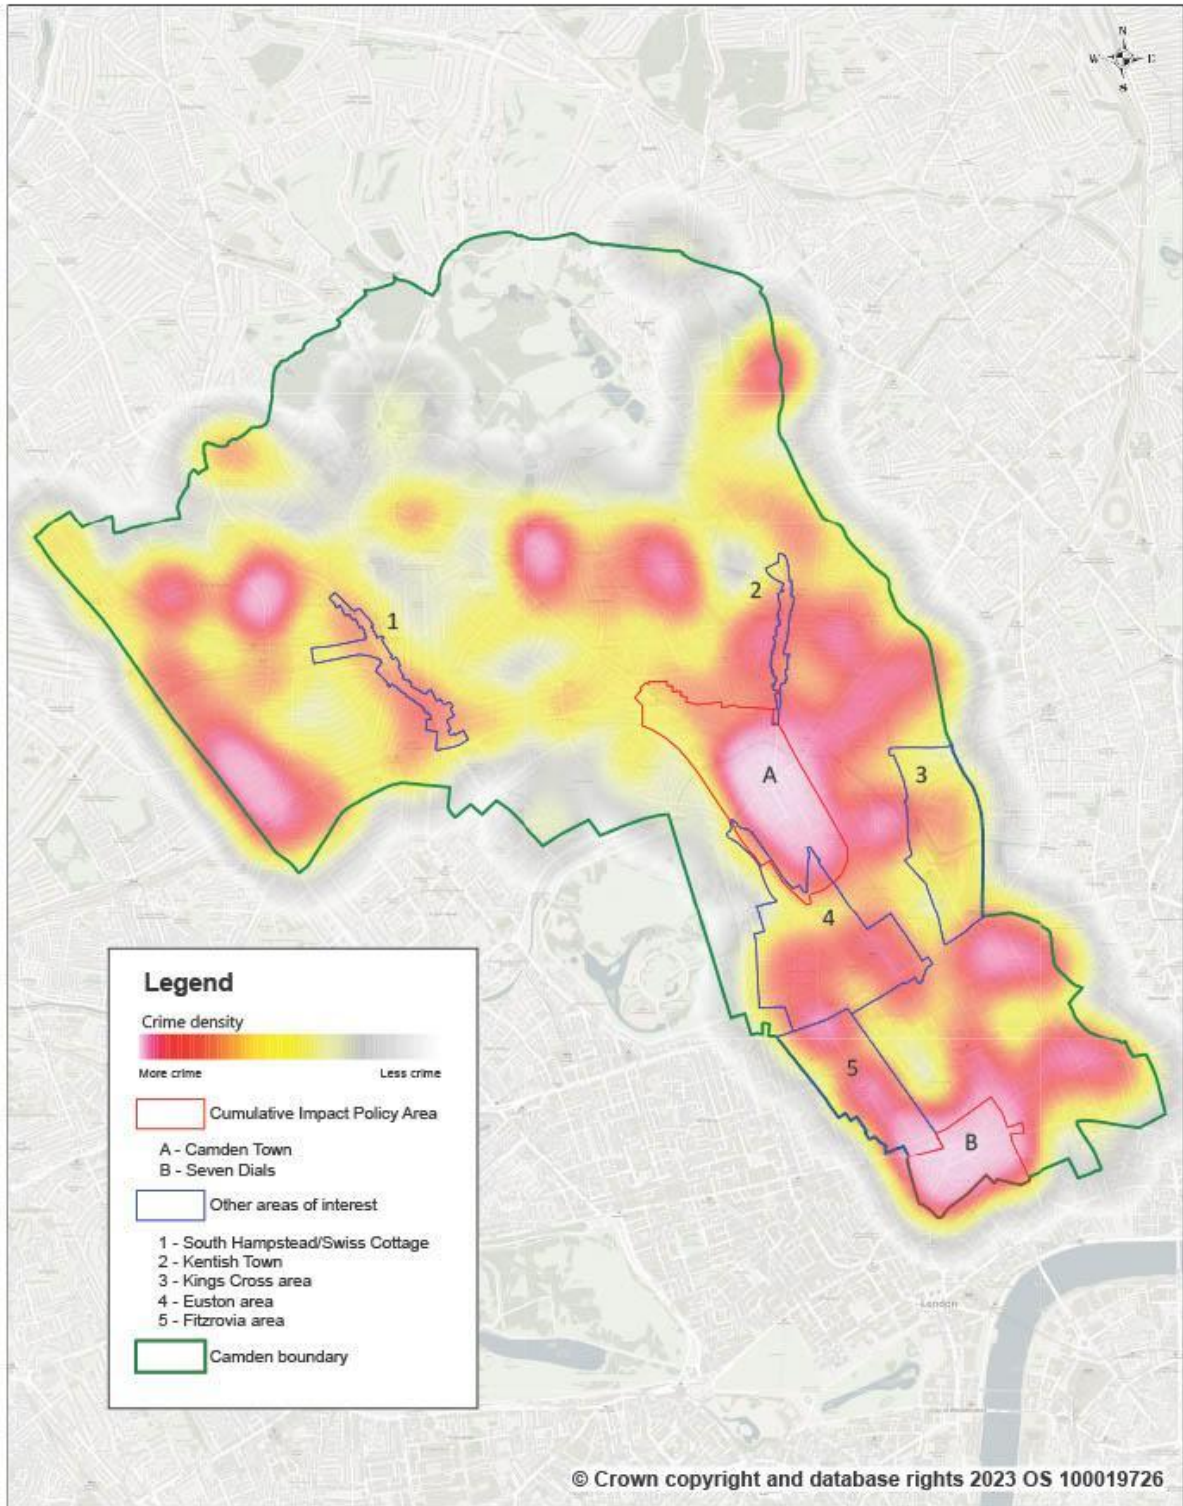 N
W E
S
1
2
A
3
4
5
B
Legend
Crime density
More crime Less crime
Cumulative Impact Policy Area
A - Camden Town
B - Seven Dials
Other areas of interest
1 - South Hampstead/Swiss Cottage
2 - Kentish Town
3 - Kings Cross area
4 - Euston area
5 - Fitzrovia area
Camden boundary
London
© Crown copyright and database rights 2023 OS 100019726